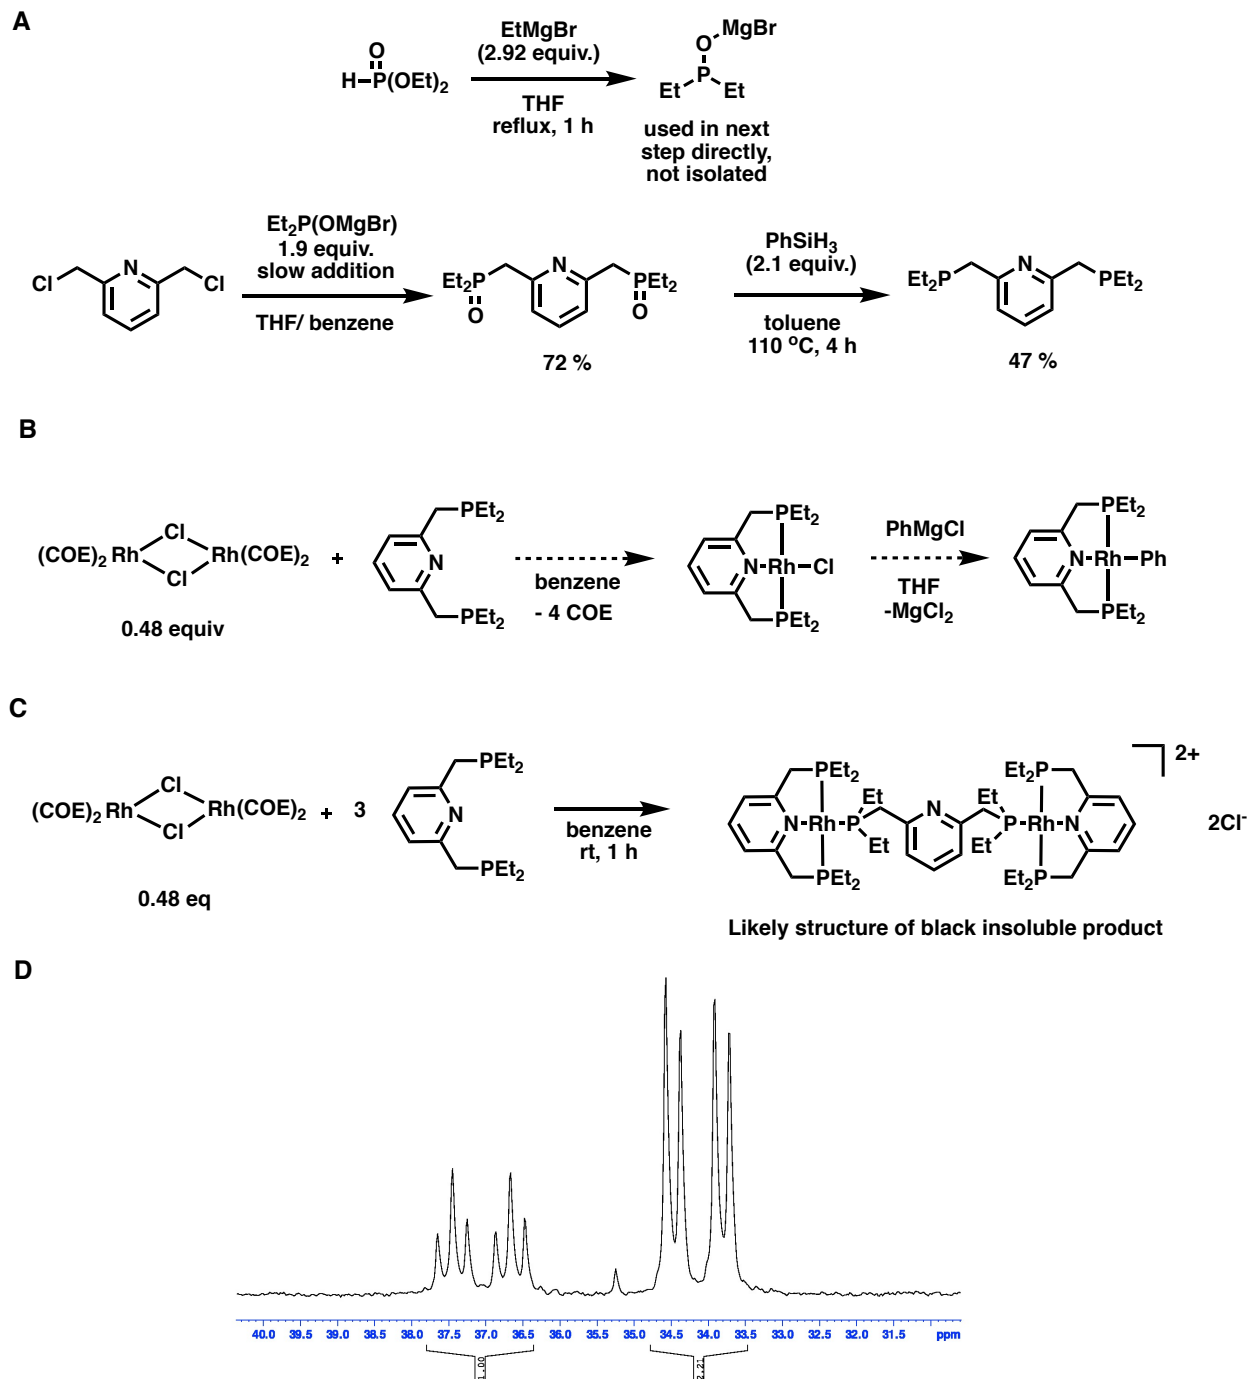 A
H–P(OEt)2
O
EtMgBr
(2.92 equiv.)
THF
reflux, 1 h
MgBr
O
P
Et Et
used in next
step directly,
not isolated
Cl N Cl
Et2P(OMgBr)
1.9 equiv.
slow addition
THF/ benzene
Et2P N PEt2
O O
72 %
PhSiH3
(2.1 equiv.)
toluene
110 oC, 4 h
Et2P N PEt2
47 %
B
Cl
(COE)2 Rh Rh(COE)2
Cl
0.48 equiv
+
PEt2
N
PEt2
benzene
- 4 COE
PEt2
N–Rh–Cl
PEt2
PhMgCl
THF
-MgCl2
PEt2
N–Rh–Ph
PEt2
C
Cl
(COE)2 Rh Rh(COE)2
Cl
0.48 eq
+ 3
PEt2
N
PEt2
benzene
rt, 1 h
PEt2 Et2P
Et N Et
N–Rh–P P–Rh–N
Et Et
PEt2 Et2P
2+
2Cl-
Likely structure of black insoluble product
D
40.0 39.5 39.0 38.5 38.0 37.5 37.0 36.5 36.0 35.5 35.0 34.5 34.0 33.5 33.0 32.5 32.0 31.5 ppm
1.00 2.21